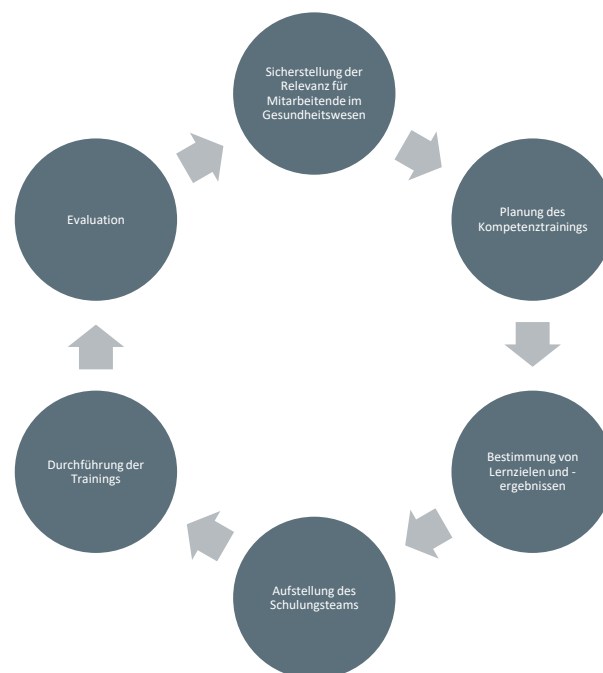 Sicherstellung der
Relevanz für
Mitarbeitende im
Gesundheitswesen
Planung des
Kompetenztrainings
Bestimmung von
Lernzielen und -
ergebnissen
Aufstellung des
Schulungsteams
Durchführung der
Trainings
Evaluation